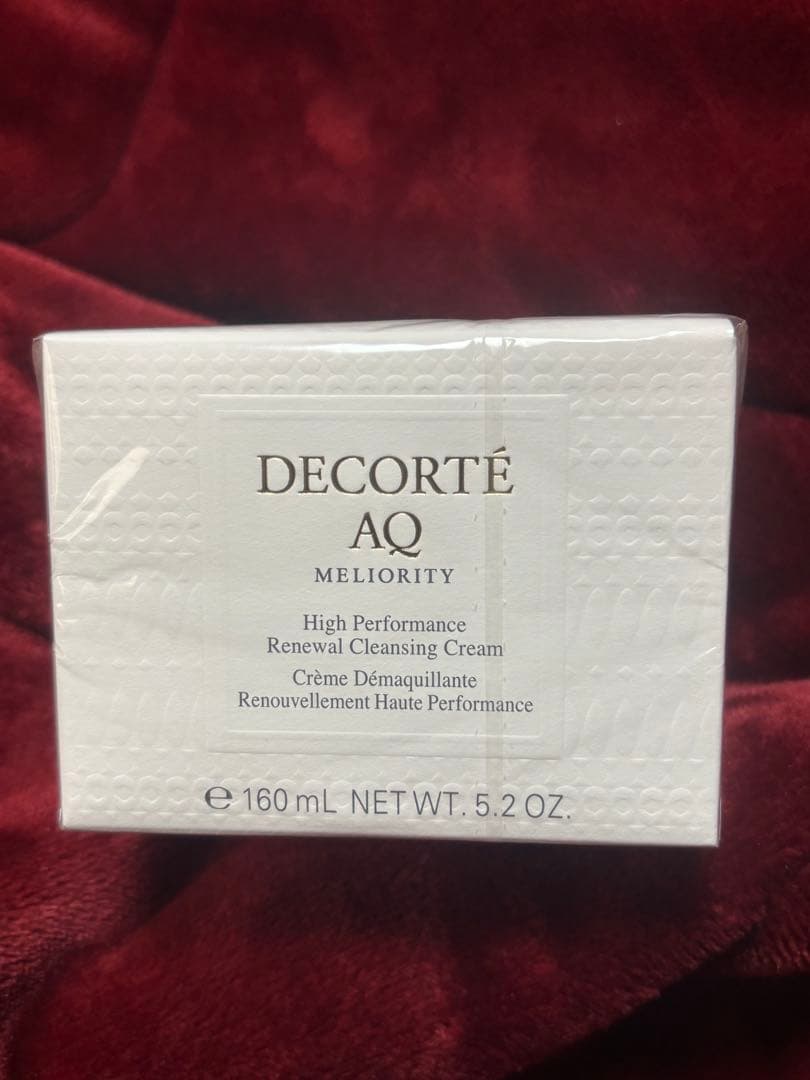 DECORTÉ
AQ
MELIORITY
High Performance
Renewal Cleansing Cream
Crème Démaquillante
Renouvellement Haute Performance
℮ 160 mL NET WT. 5.2 OZ.